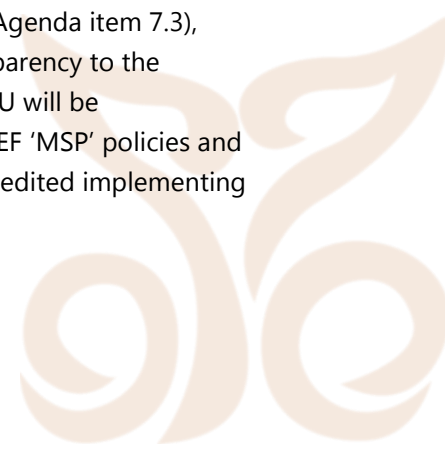 Agenda item 7.3),
parency to the
U will be
EF ‘MSP’ policies and
edited implementing